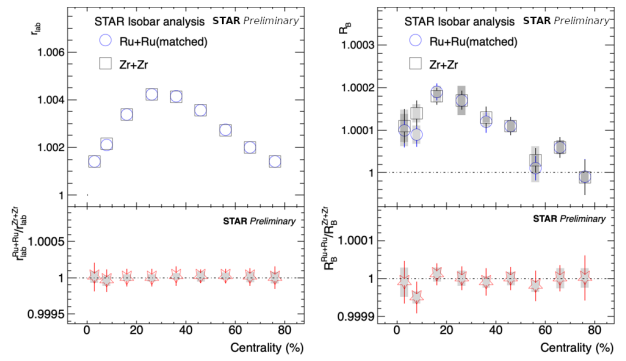 STAR Isobar analysis STAR Preliminary
Ru+Ru(matched)
Zr+Zr
r_lab
1.006
1.004
1.002
1
STAR Preliminary
r_lab^Ru+Ru/r_lab^Zr+Zr
1.0005
1
0.9995
0 20 40 60 80
Centrality (%)
STAR Isobar analysis STAR Preliminary
Ru+Ru(matched)
Zr+Zr
R_B
1.0003
1.0002
1.0001
1
STAR Preliminary
R_B^Ru+Ru/R_B^Zr+Zr
1.0001
1
0.9999
0 20 40 60 80
Centrality (%)